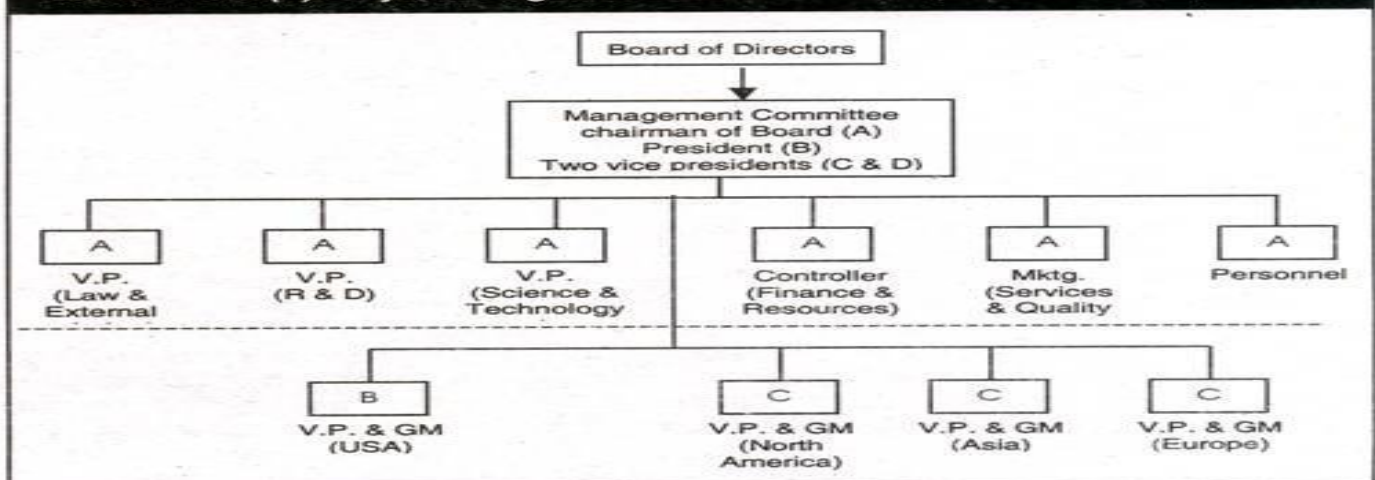 Board of Directors
Management Committee
chairman of Board (A)
President (B)
Two vice presidents (C & D)
A
A
A
A
A
A
V.P.
(Law &
External
V.P.
(R & D)
V.P.
(Science &
Technology
Controller
(Finance &
Resources)
Mktg.
(Services
& Quality
Personnel
B
C
C
C
V.P. & GM
(USA)
V.P. & GM
(North
America)
V.P. & GM
(Asia)
V.P. & GM
(Europe)